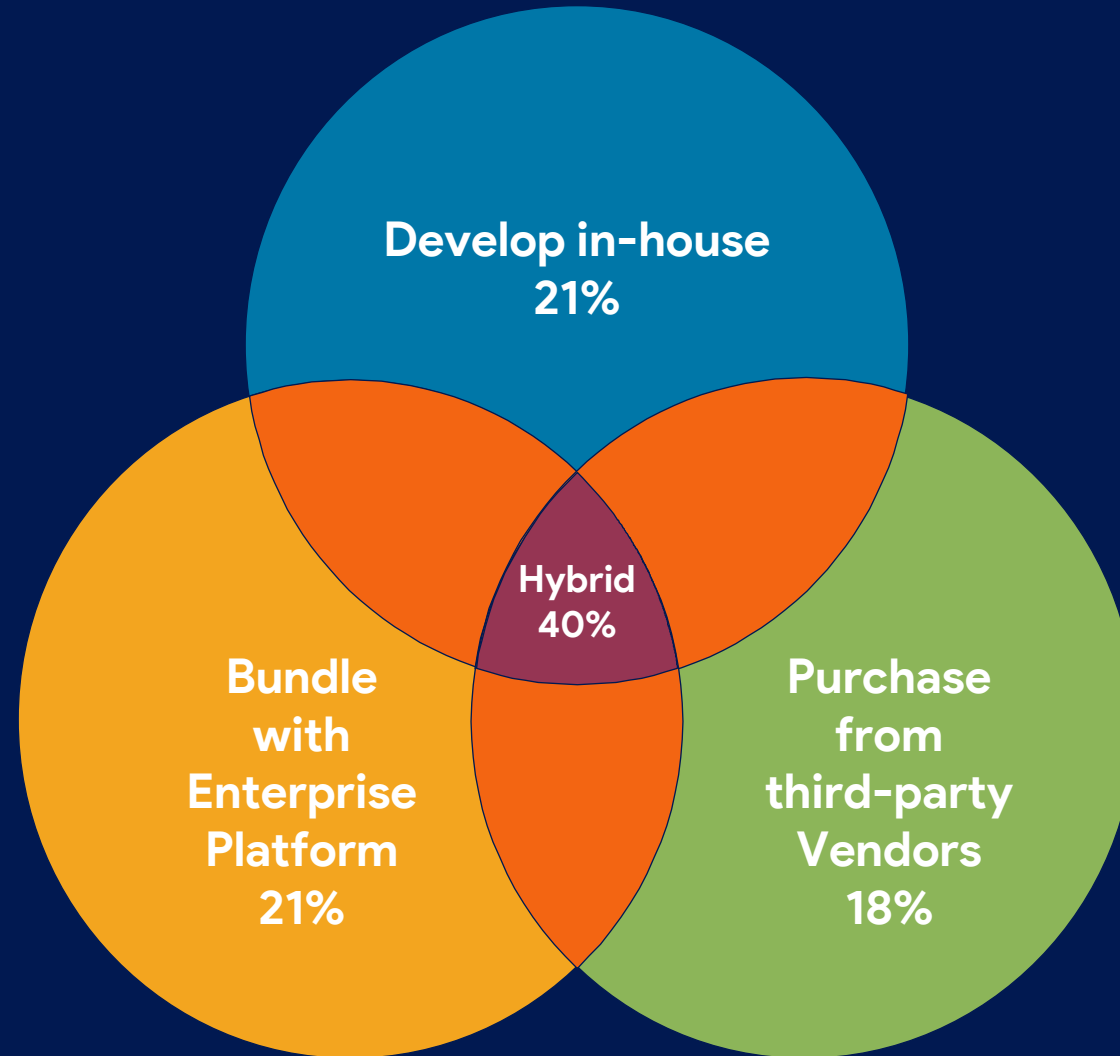 Develop in-house
21%
Hybrid
40%
Bundle
with
Enterprise
Platform
21%
Purchase
from
third-party
Vendors
18%